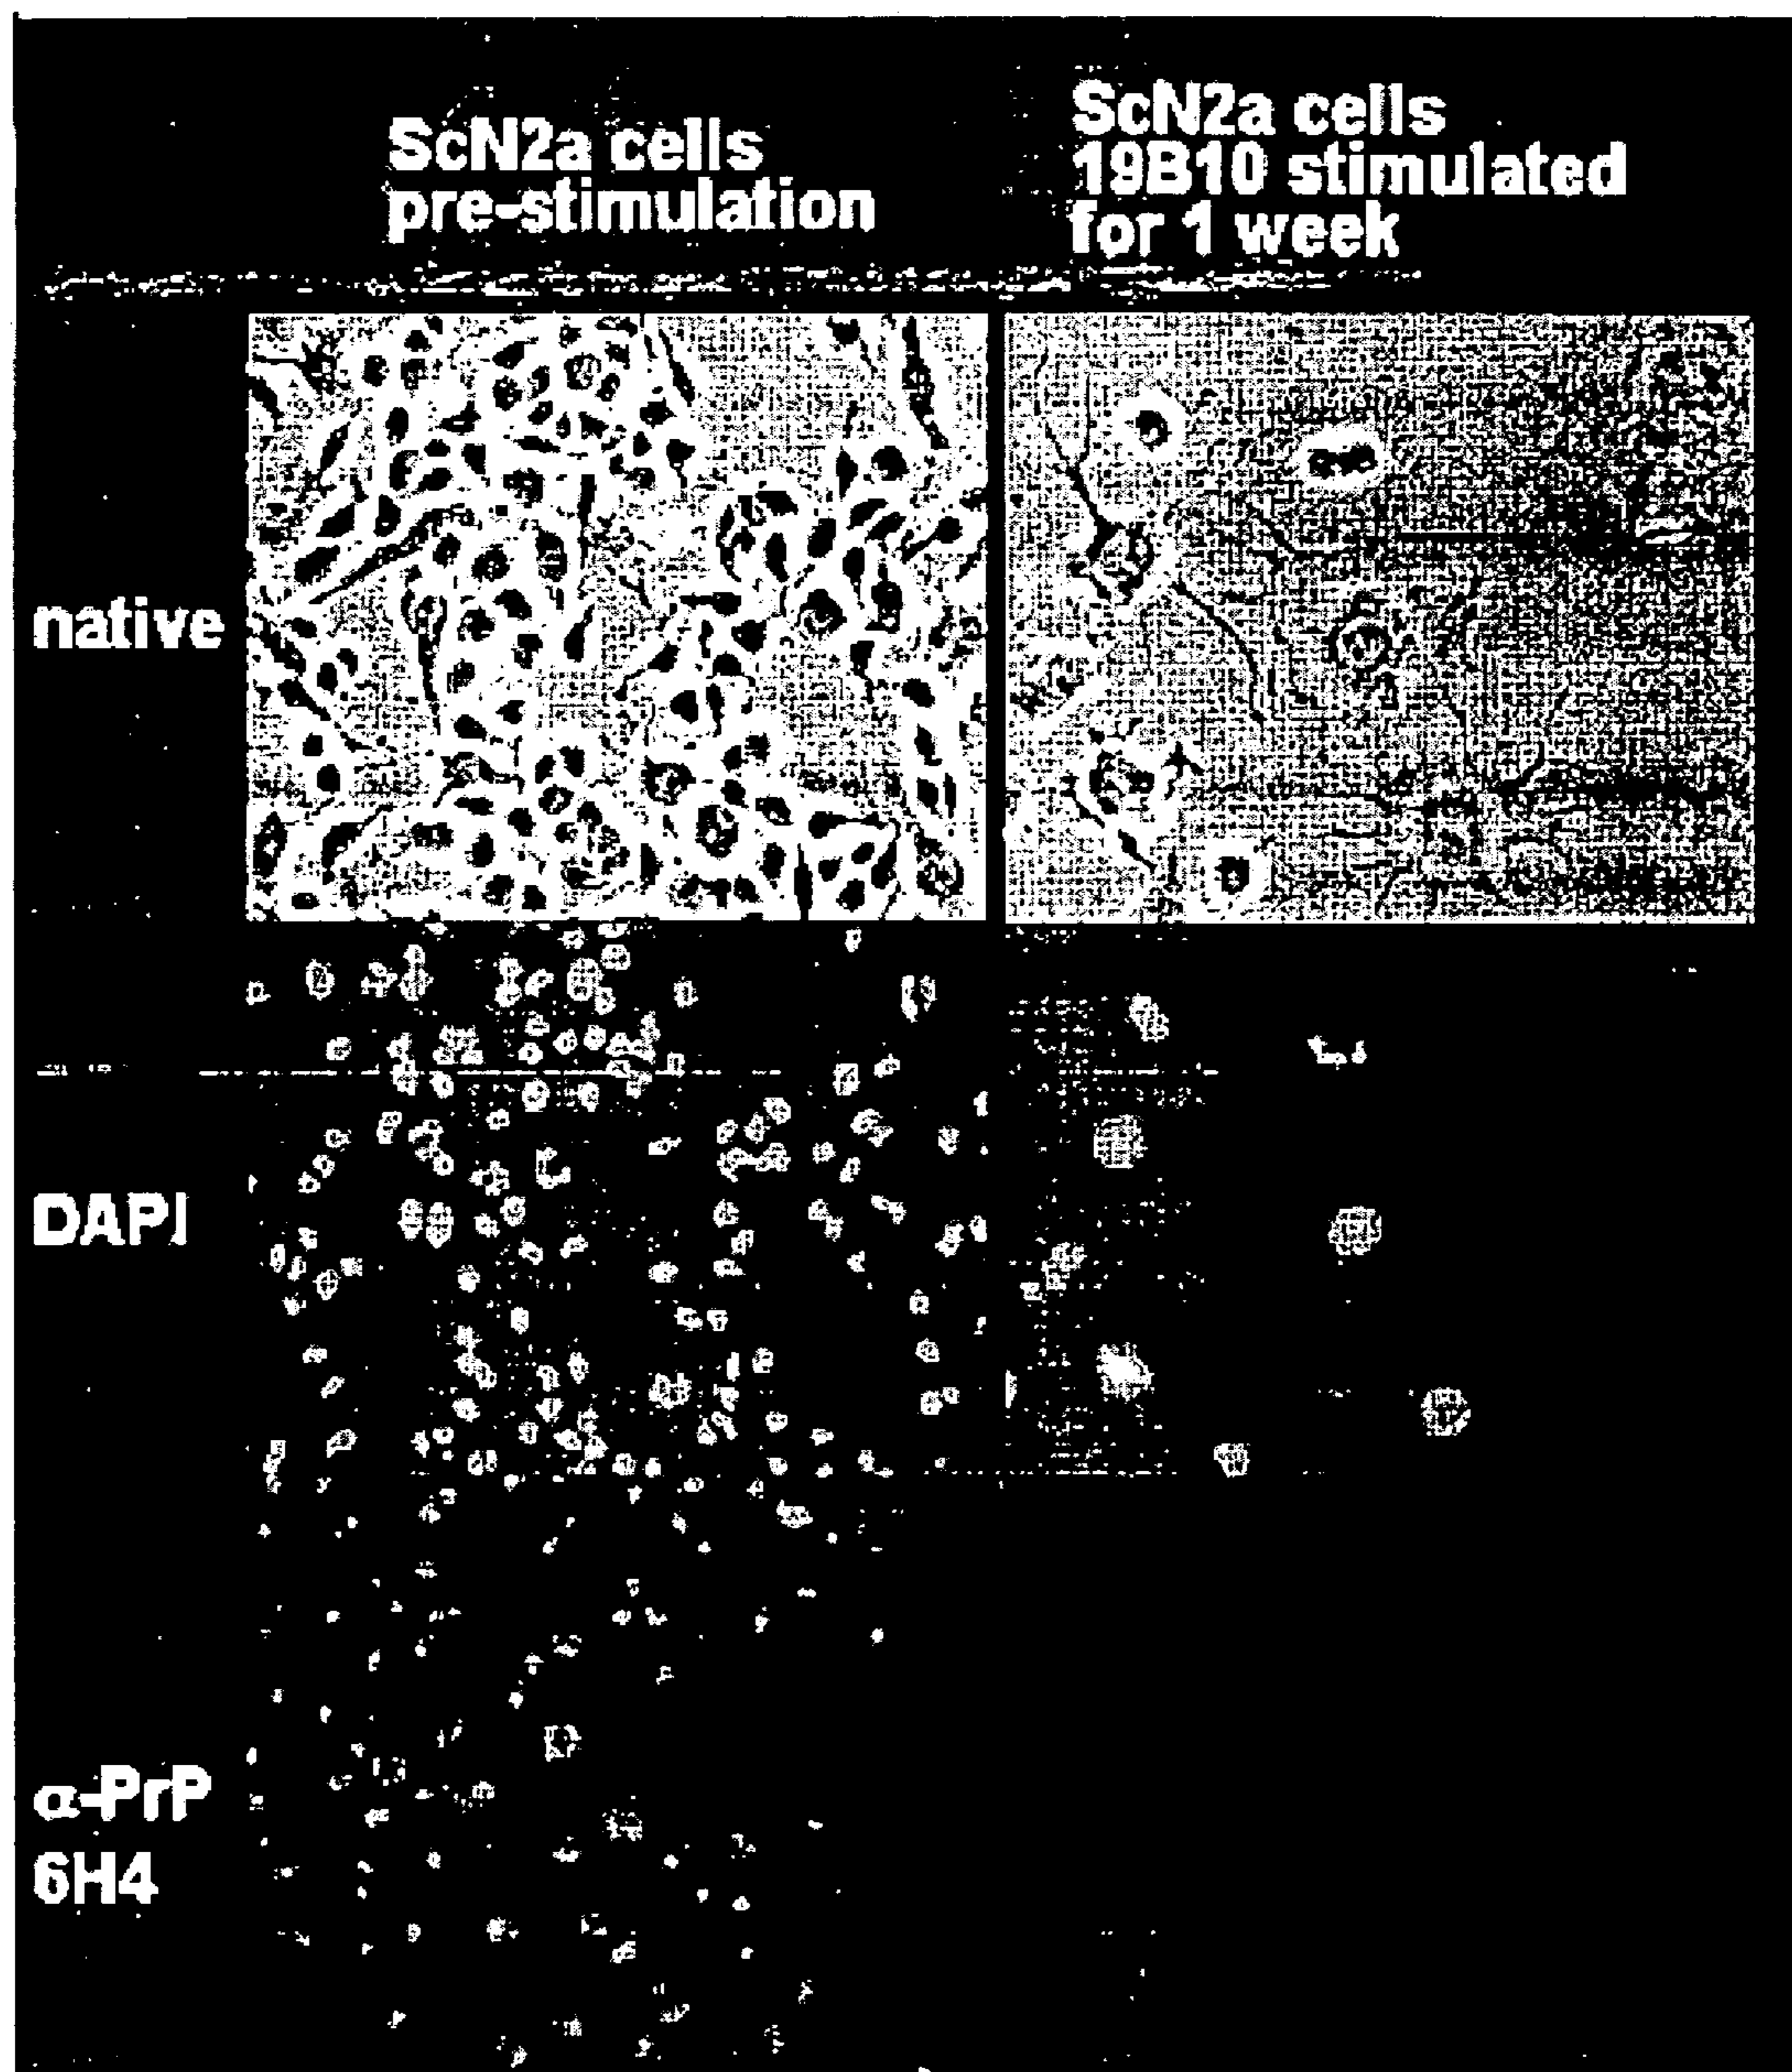 ScN2a cells
pre-stimulation
ScN2a cells
19B10 stimulated
for 1 week
native
DAPI
α-PrP
6H4